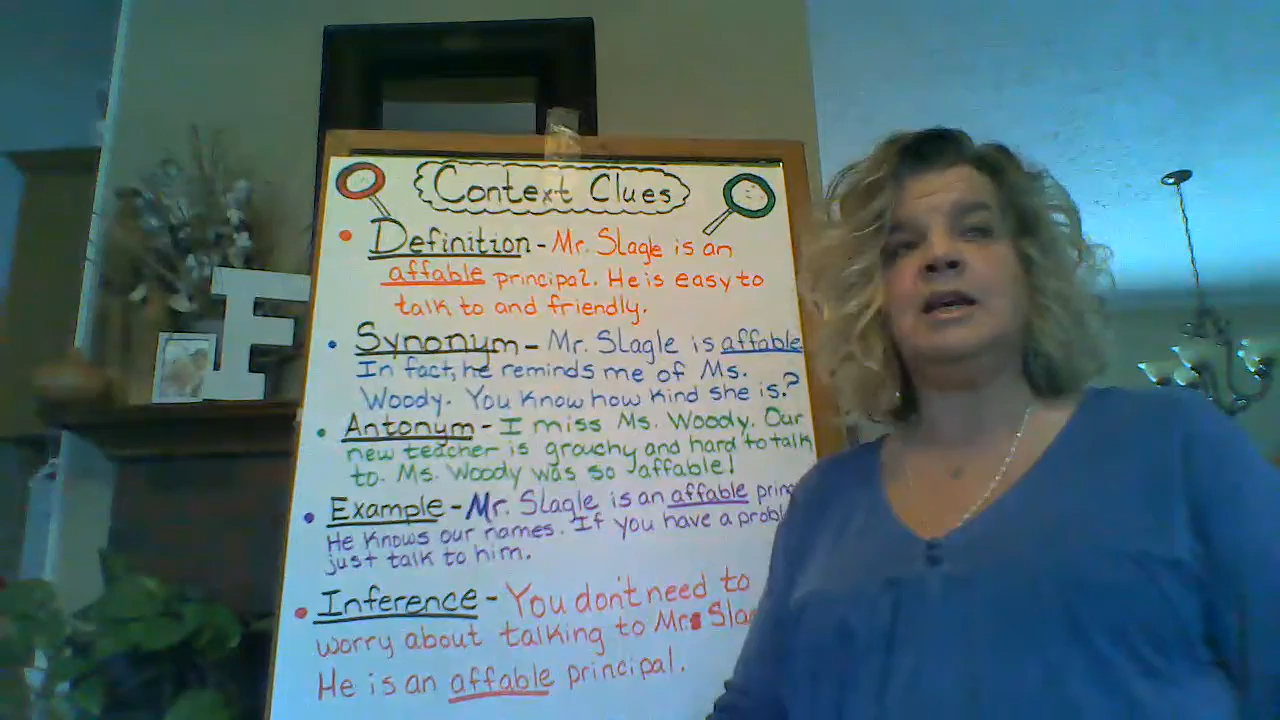 Context Clues
• Definition - Mr. Slagle is an
affable principal. He is easy to
talk to and friendly.
• Synonym - Mr. Slagle is affable
In fact, he reminds me of Ms.
Woody. You know how kind she is?
• Antonym - I miss Ms. Woody. Our
new teacher is grouchy and hard to talk
to. Ms. Woody was so affable!
• Example - Mr. Slagle is an affable
He knows our names. If you have a
just talk to him.
• Inference - You don't need to
worry about talking to Mr.
He is an affable principal.
F